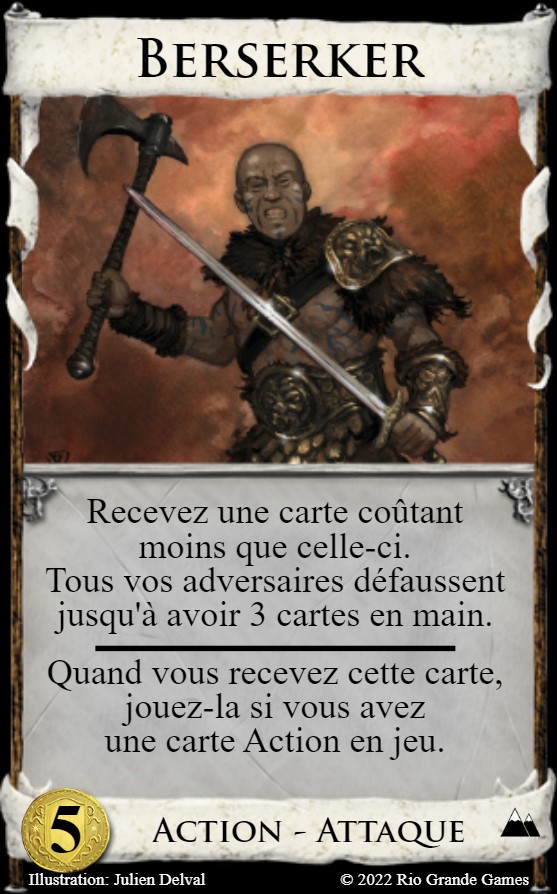 Berserker
Recevez une carte coûtant
moins que celle-ci.
Tous vos adversaires défaussent
jusqu'à avoir 3 cartes en main.
Quand vous recevez cette carte,
jouez-la si vous avez
une carte Action en jeu.
5
Action - Attaque
Illustration: Julien Delval
© 2022 Rio Grande Games